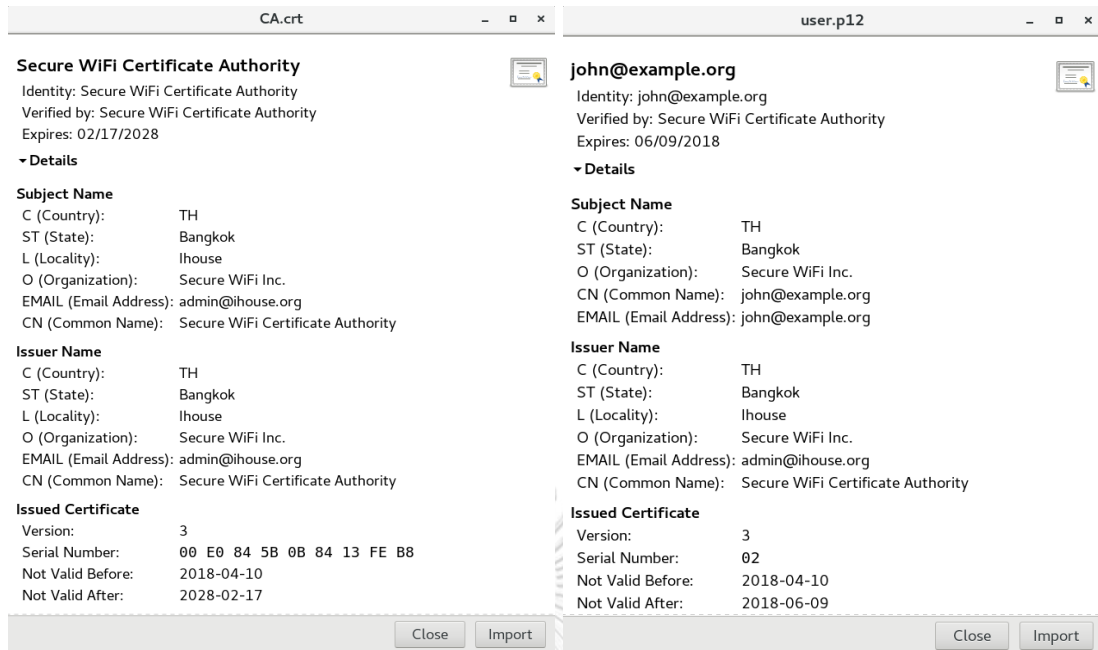 CA.crt
Secure WiFi Certificate Authority
Identity: Secure WiFi Certificate Authority
Verified by: Secure WiFi Certificate Authority
Expires: 02/17/2028
Details
Subject Name
C (Country): TH
ST (State): Bangkok
L (Locality): Ihouse
O (Organization): Secure WiFi Inc.
EMAIL (Email Address): admin@ihouse.org
CN (Common Name): Secure WiFi Certificate Authority
Issuer Name
C (Country): TH
ST (State): Bangkok
L (Locality): Ihouse
O (Organization): Secure WiFi Inc.
EMAIL (Email Address): admin@ihouse.org
CN (Common Name): Secure WiFi Certificate Authority
Issued Certificate
Version: 3
Serial Number: 00 E0 84 5B 0B 84 13 FE B8
Not Valid Before: 2018-04-10
Not Valid After: 2028-02-17
Close Import
user.p12
john@example.org
Identity: john@example.org
Verified by: Secure WiFi Certificate Authority
Expires: 06/09/2018
Details
Subject Name
C (Country): TH
ST (State): Bangkok
O (Organization): Secure WiFi Inc.
CN (Common Name): john@example.org
EMAIL (Email Address): john@example.org
Issuer Name
C (Country): TH
ST (State): Bangkok
L (Locality): Ihouse
O (Organization): Secure WiFi Inc.
EMAIL (Email Address): admin@ihouse.org
CN (Common Name): Secure WiFi Certificate Authority
Issued Certificate
Version: 3
Serial Number: 02
Not Valid Before: 2018-04-10
Not Valid After: 2018-06-09
Close Import